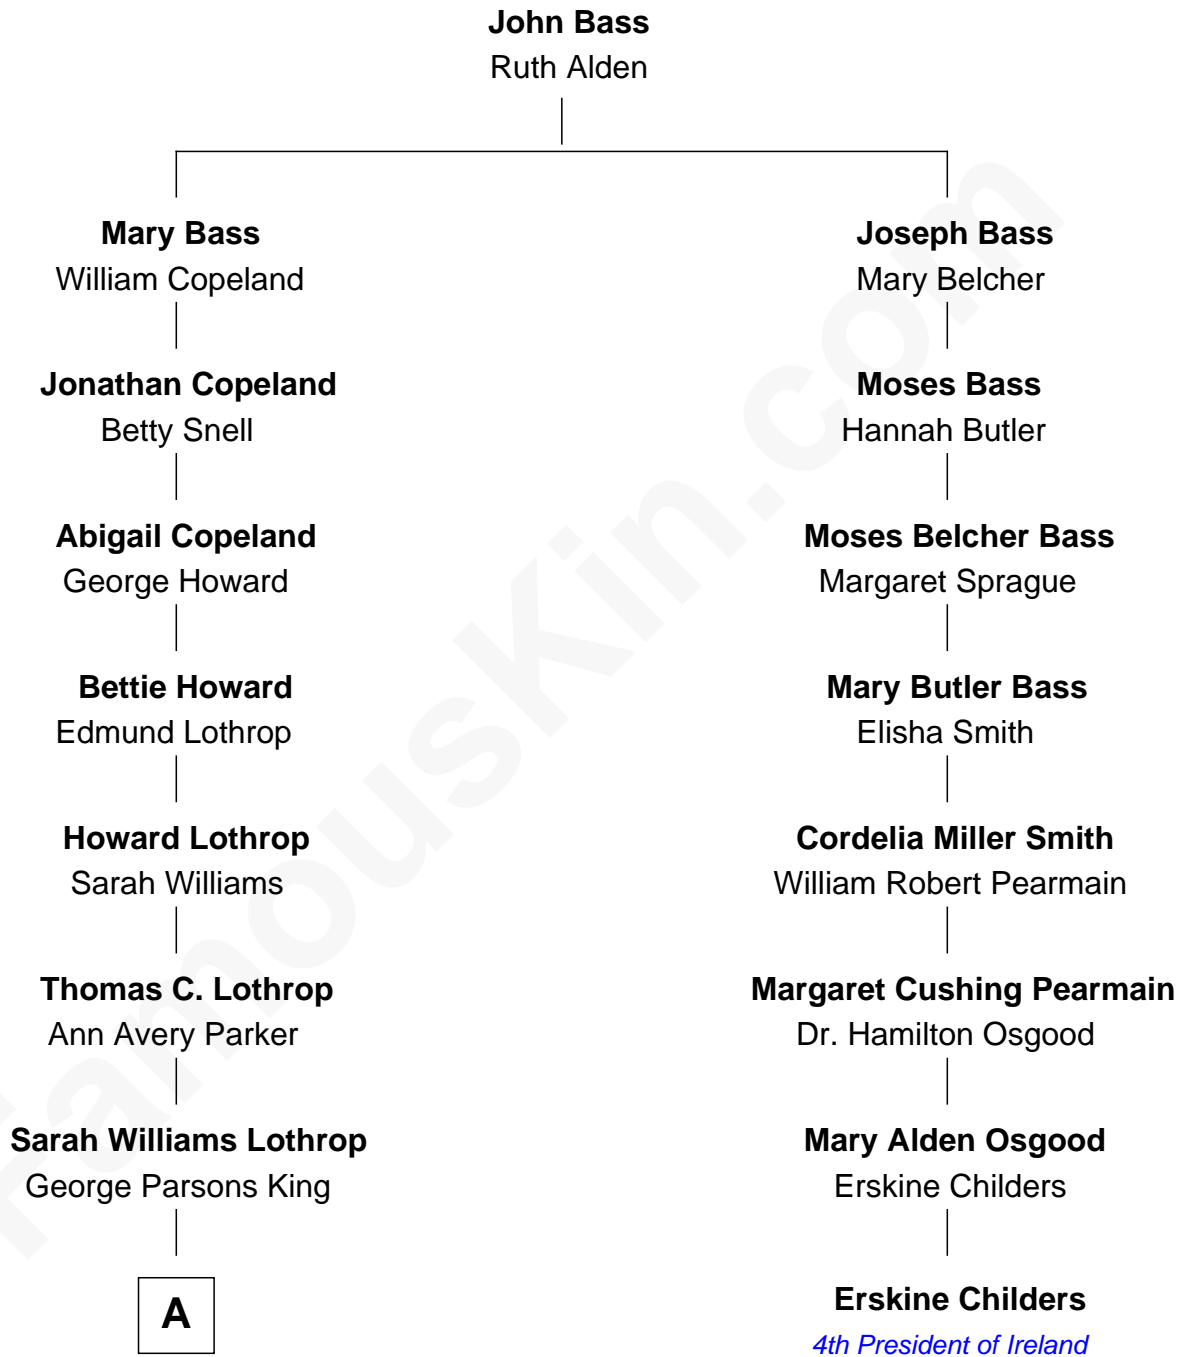 John Bass
Ruth Alden
Mary Bass
William Copeland
Jonathan Copeland
Betty Snell
Abigail Copeland
George Howard
Bettie Howard
Edmund Lothrop
Howard Lothrop
Sarah Williams
Thomas C. Lothrop
Ann Avery Parker
Sarah Williams Lothrop
George Parsons King
A
Joseph Bass
Mary Belcher
Moses Bass
Hannah Butler
Moses Belcher Bass
Margaret Sprague
Mary Butler Bass
Elisha Smith
Cordelia Miller Smith
William Robert Pearmain
Margaret Cushing Pearmain
Dr. Hamilton Osgood
Mary Alden Osgood
Erskine Childers
Erskine Childers
4th President of Ireland
FamousKin.com